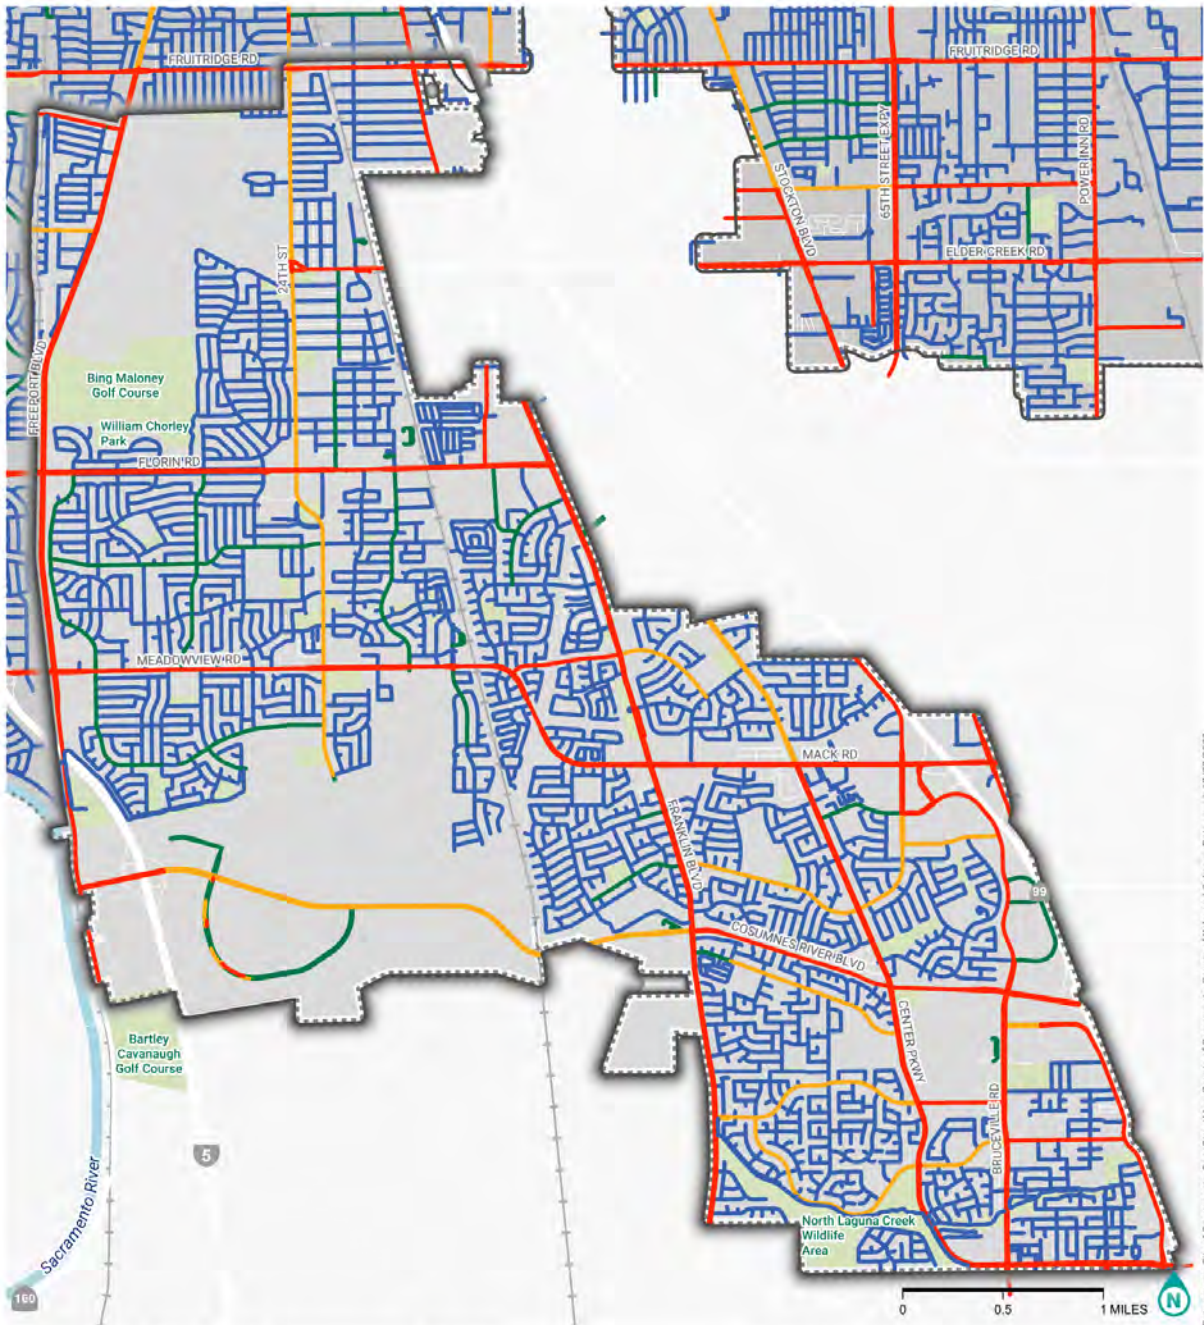 FRUITRIDGE RD
FRUITRIDGE RD
65TH STREET EXPY
POWER INN RD
STOCKTON BLVD
ELDER CREEK RD
24TH ST
FREEPORT BLVD
Bing Maloney
Golf Course
William Chorley
Park
FLORIN RD
MEADOWVIEW RD
MACK RD
FRANKLIN BLVD
99
COSUMNES RIVER BLVD
CENTER PKWY
Bartley
Cavanaugh
Golf Course
BRUCEVILLE RD
5
Sacramento River
North Laguna Creek
Wildlife
Area
160
0
0.5
1 MILES
N